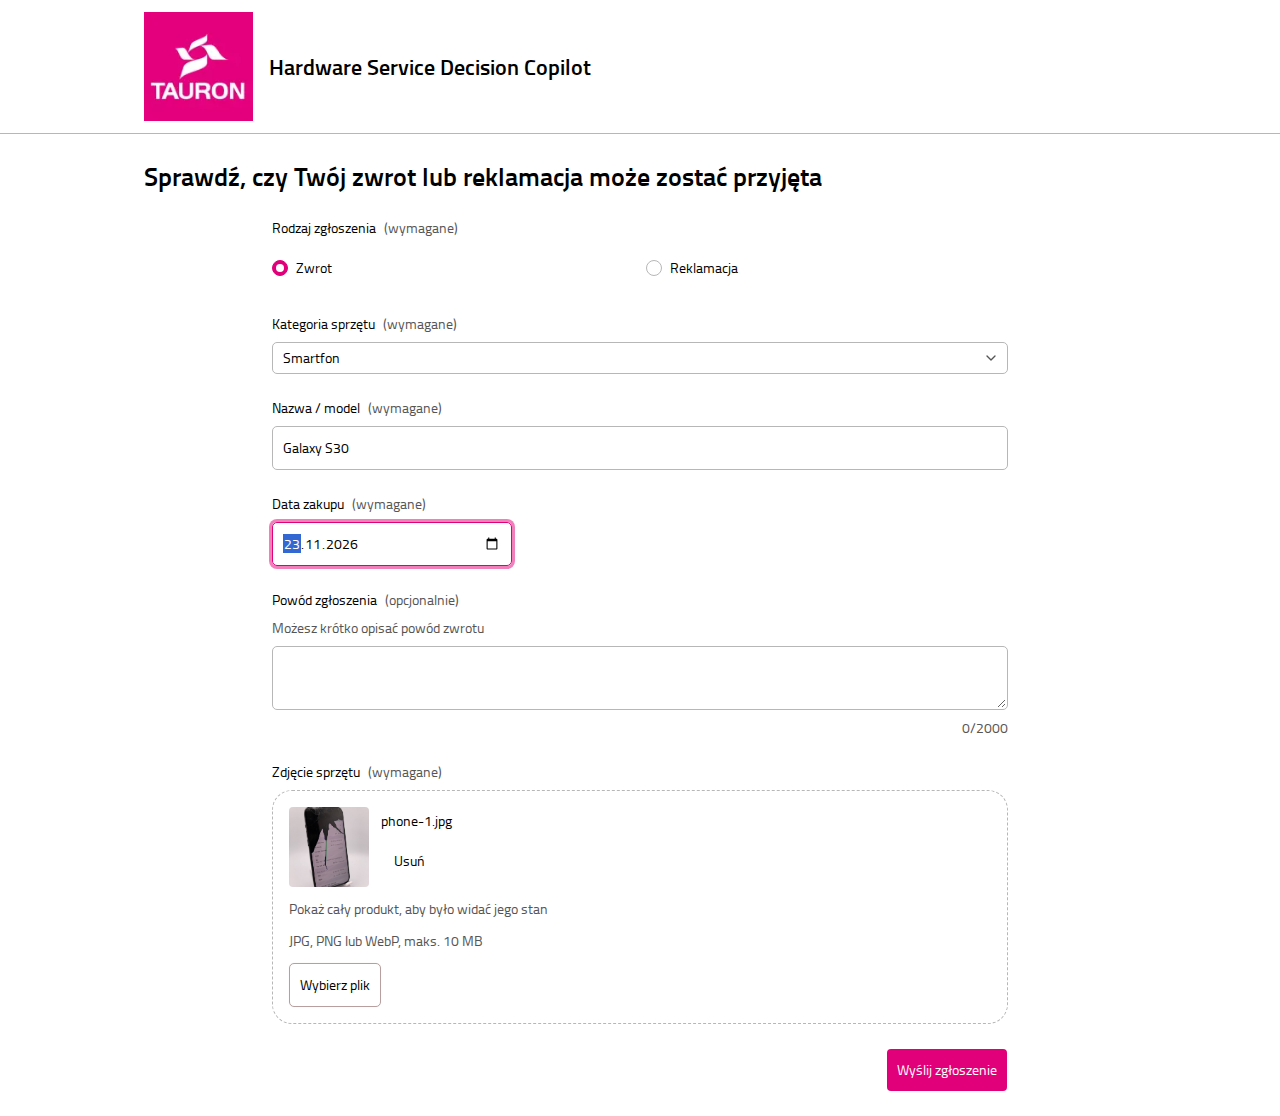 TAURON
Hardware Service Decision Copilot
Sprawdź, czy Twój zwrot lub reklamacja może zostać przyjęta
Rodzaj zgłoszenia (wymagane)
Zwrot
Reklamacja
Kategoria sprzętu (wymagane)
Smartfon
Nazwa / model (wymagane)
Galaxy S30
Data zakupu (wymagane)
23.11.2026
Powód zgłoszenia (opcjonalnie)
Możesz krótko opisać powód zwrotu
0/2000
Zdjęcie sprzętu (wymagane)
phone-1.jpg
Usuń
Pokaż cały produkt, aby było widać jego stan
JPG, PNG lub WebP, maks. 10 MB
Wybierz plik
Wyślij zgłoszenie